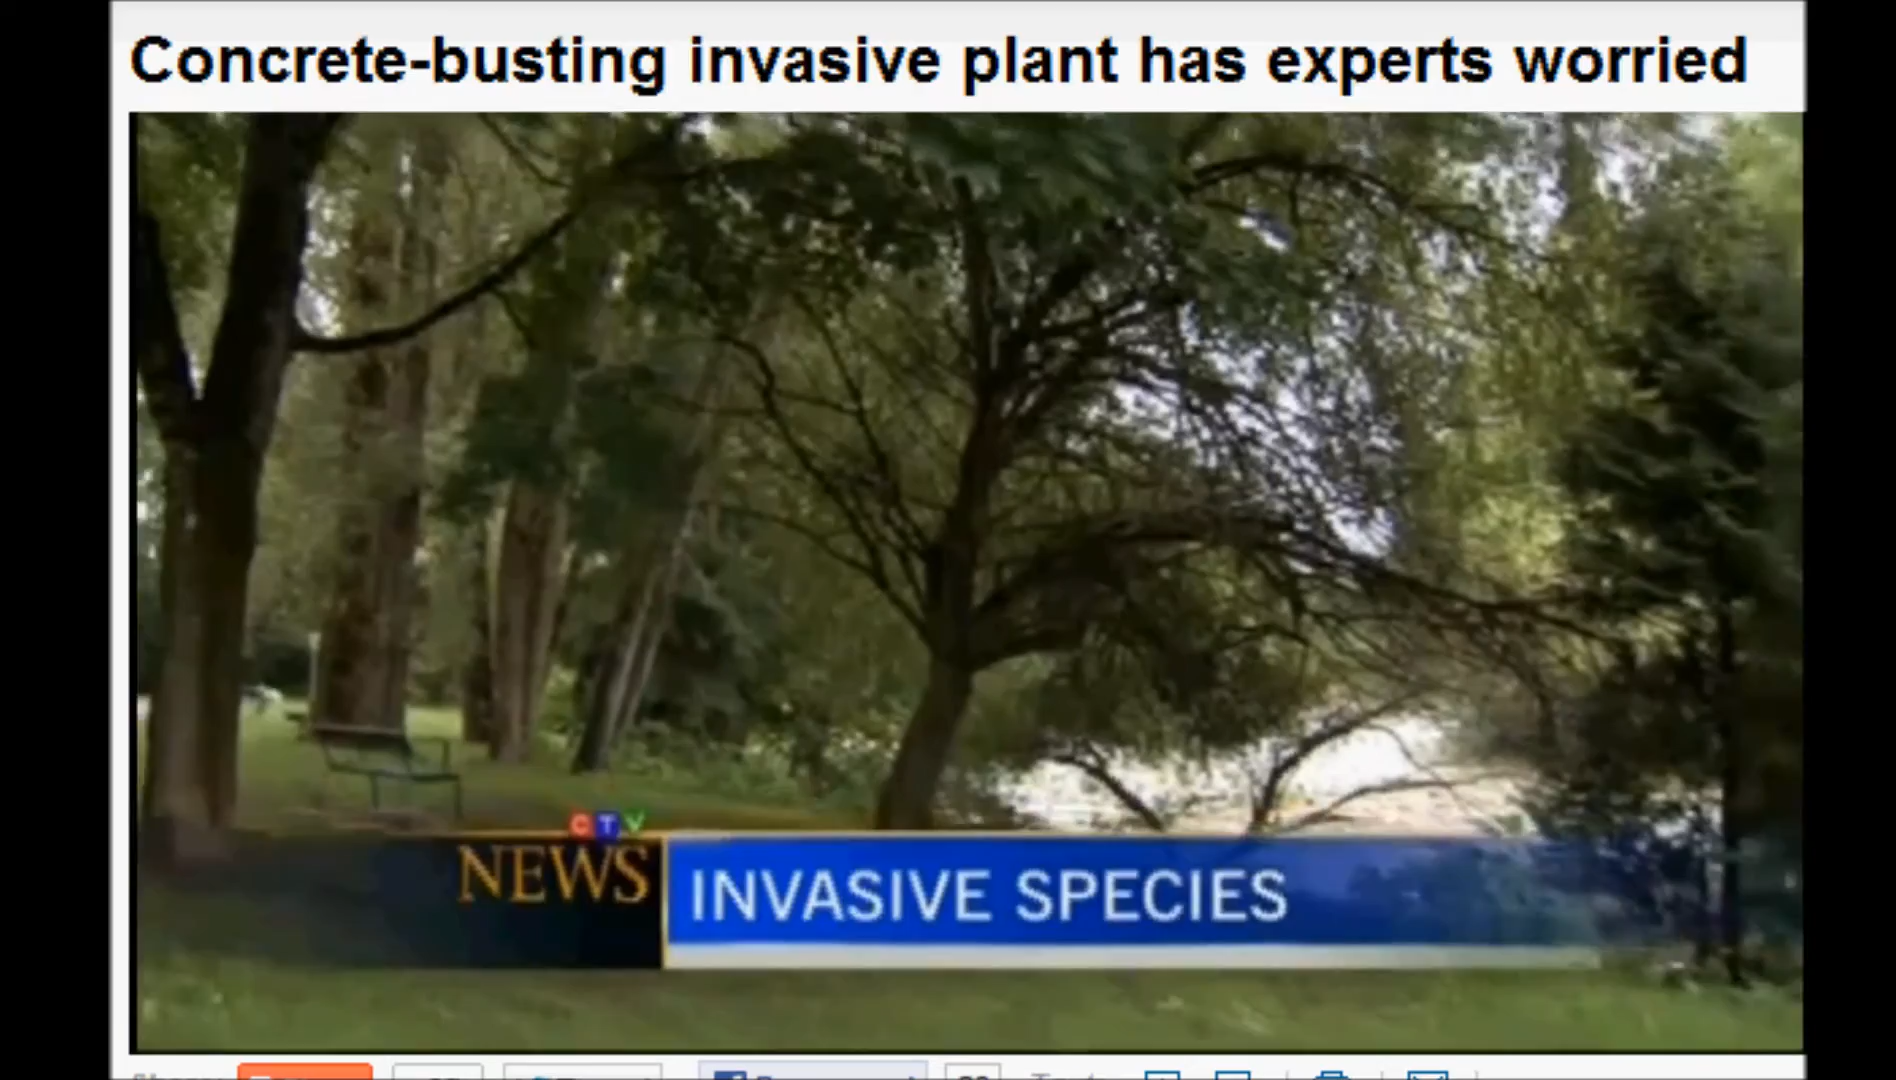 Concrete-busting invasive plant has experts worried
CTV
NEWS
INVASIVE SPECIES